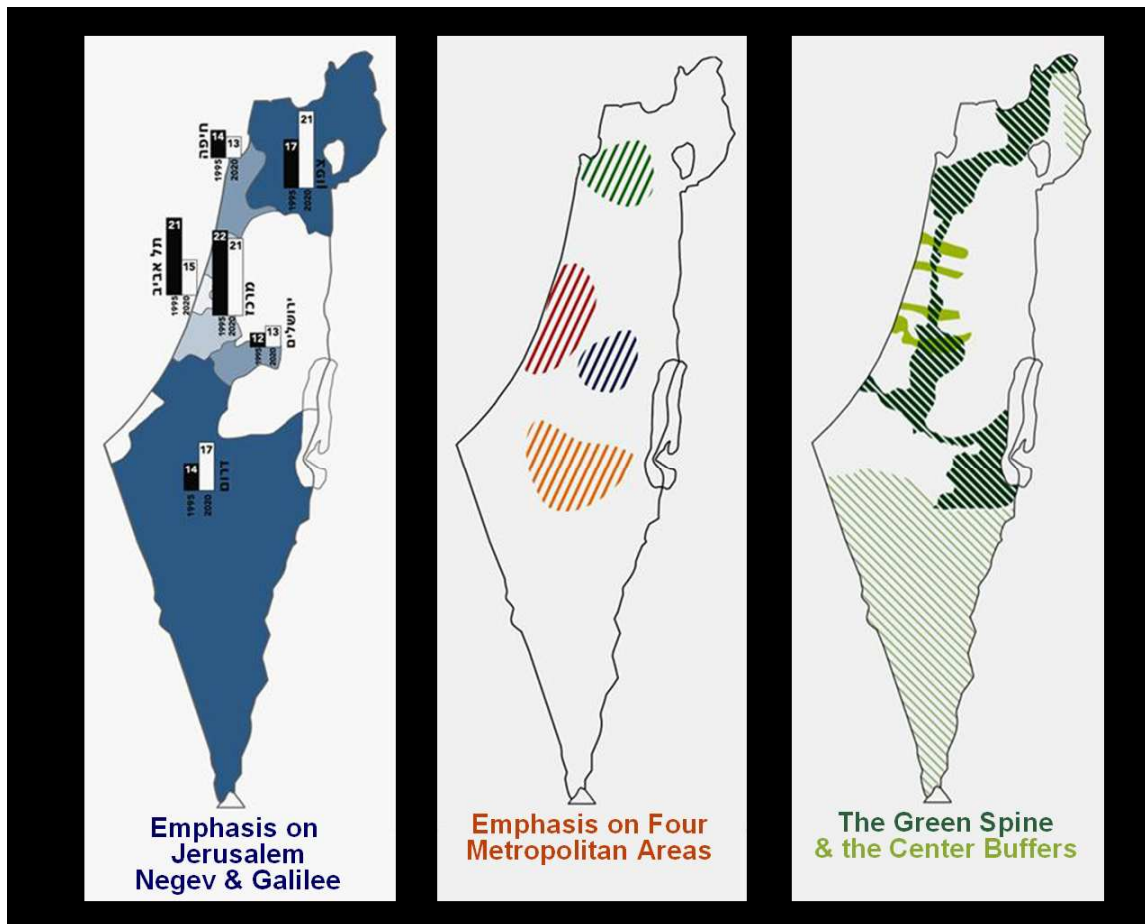 14
13
חיפה
1995
2020
21
17
צפון
1995
2020
21
15
תל אביב
1995
2020
22
21
מרכז
1995
2020
12
13
ירושלים
1995
2020
17
14
דרום
1995
2020
Emphasis on
Jerusalem
Negev & Galilee
Emphasis on Four
Metropolitan Areas
The Green Spine
& the Center Buffers